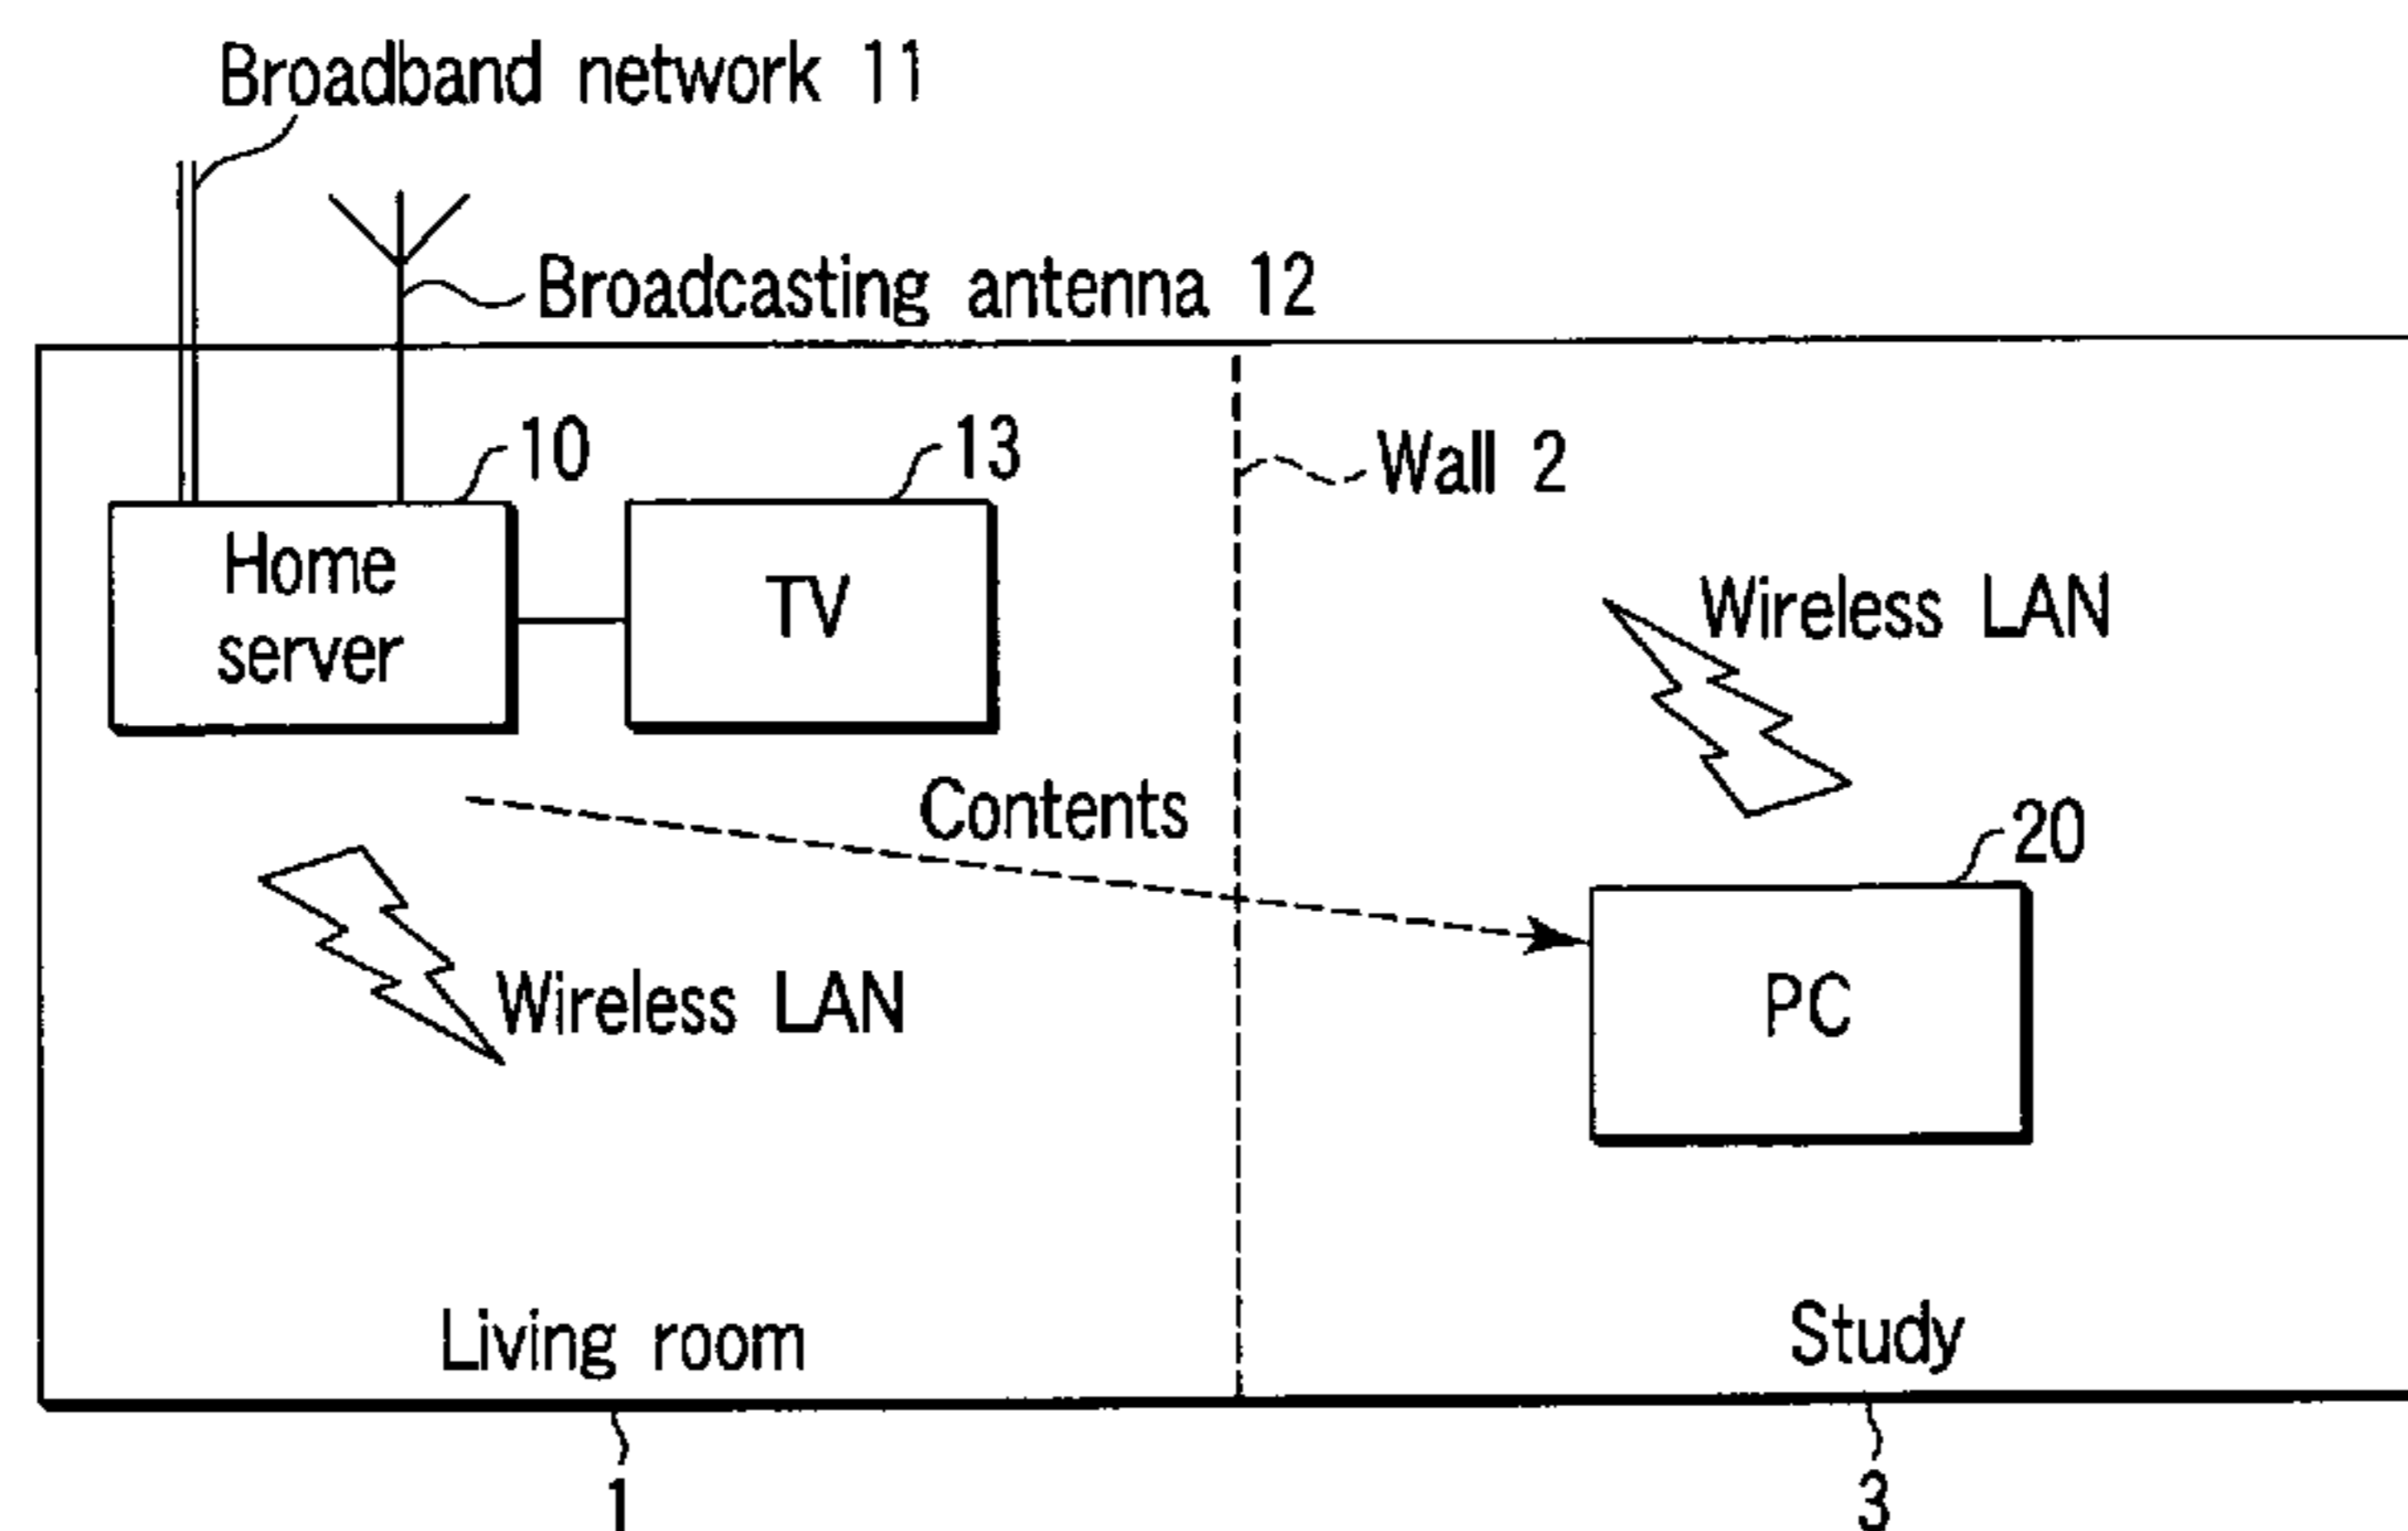 Broadband network 11
Broadcasting antenna 12
10
13
Wall 2
Home
server
TV
Wireless LAN
Contents
20
Wireless LAN
PC
Living room
Study
1
3